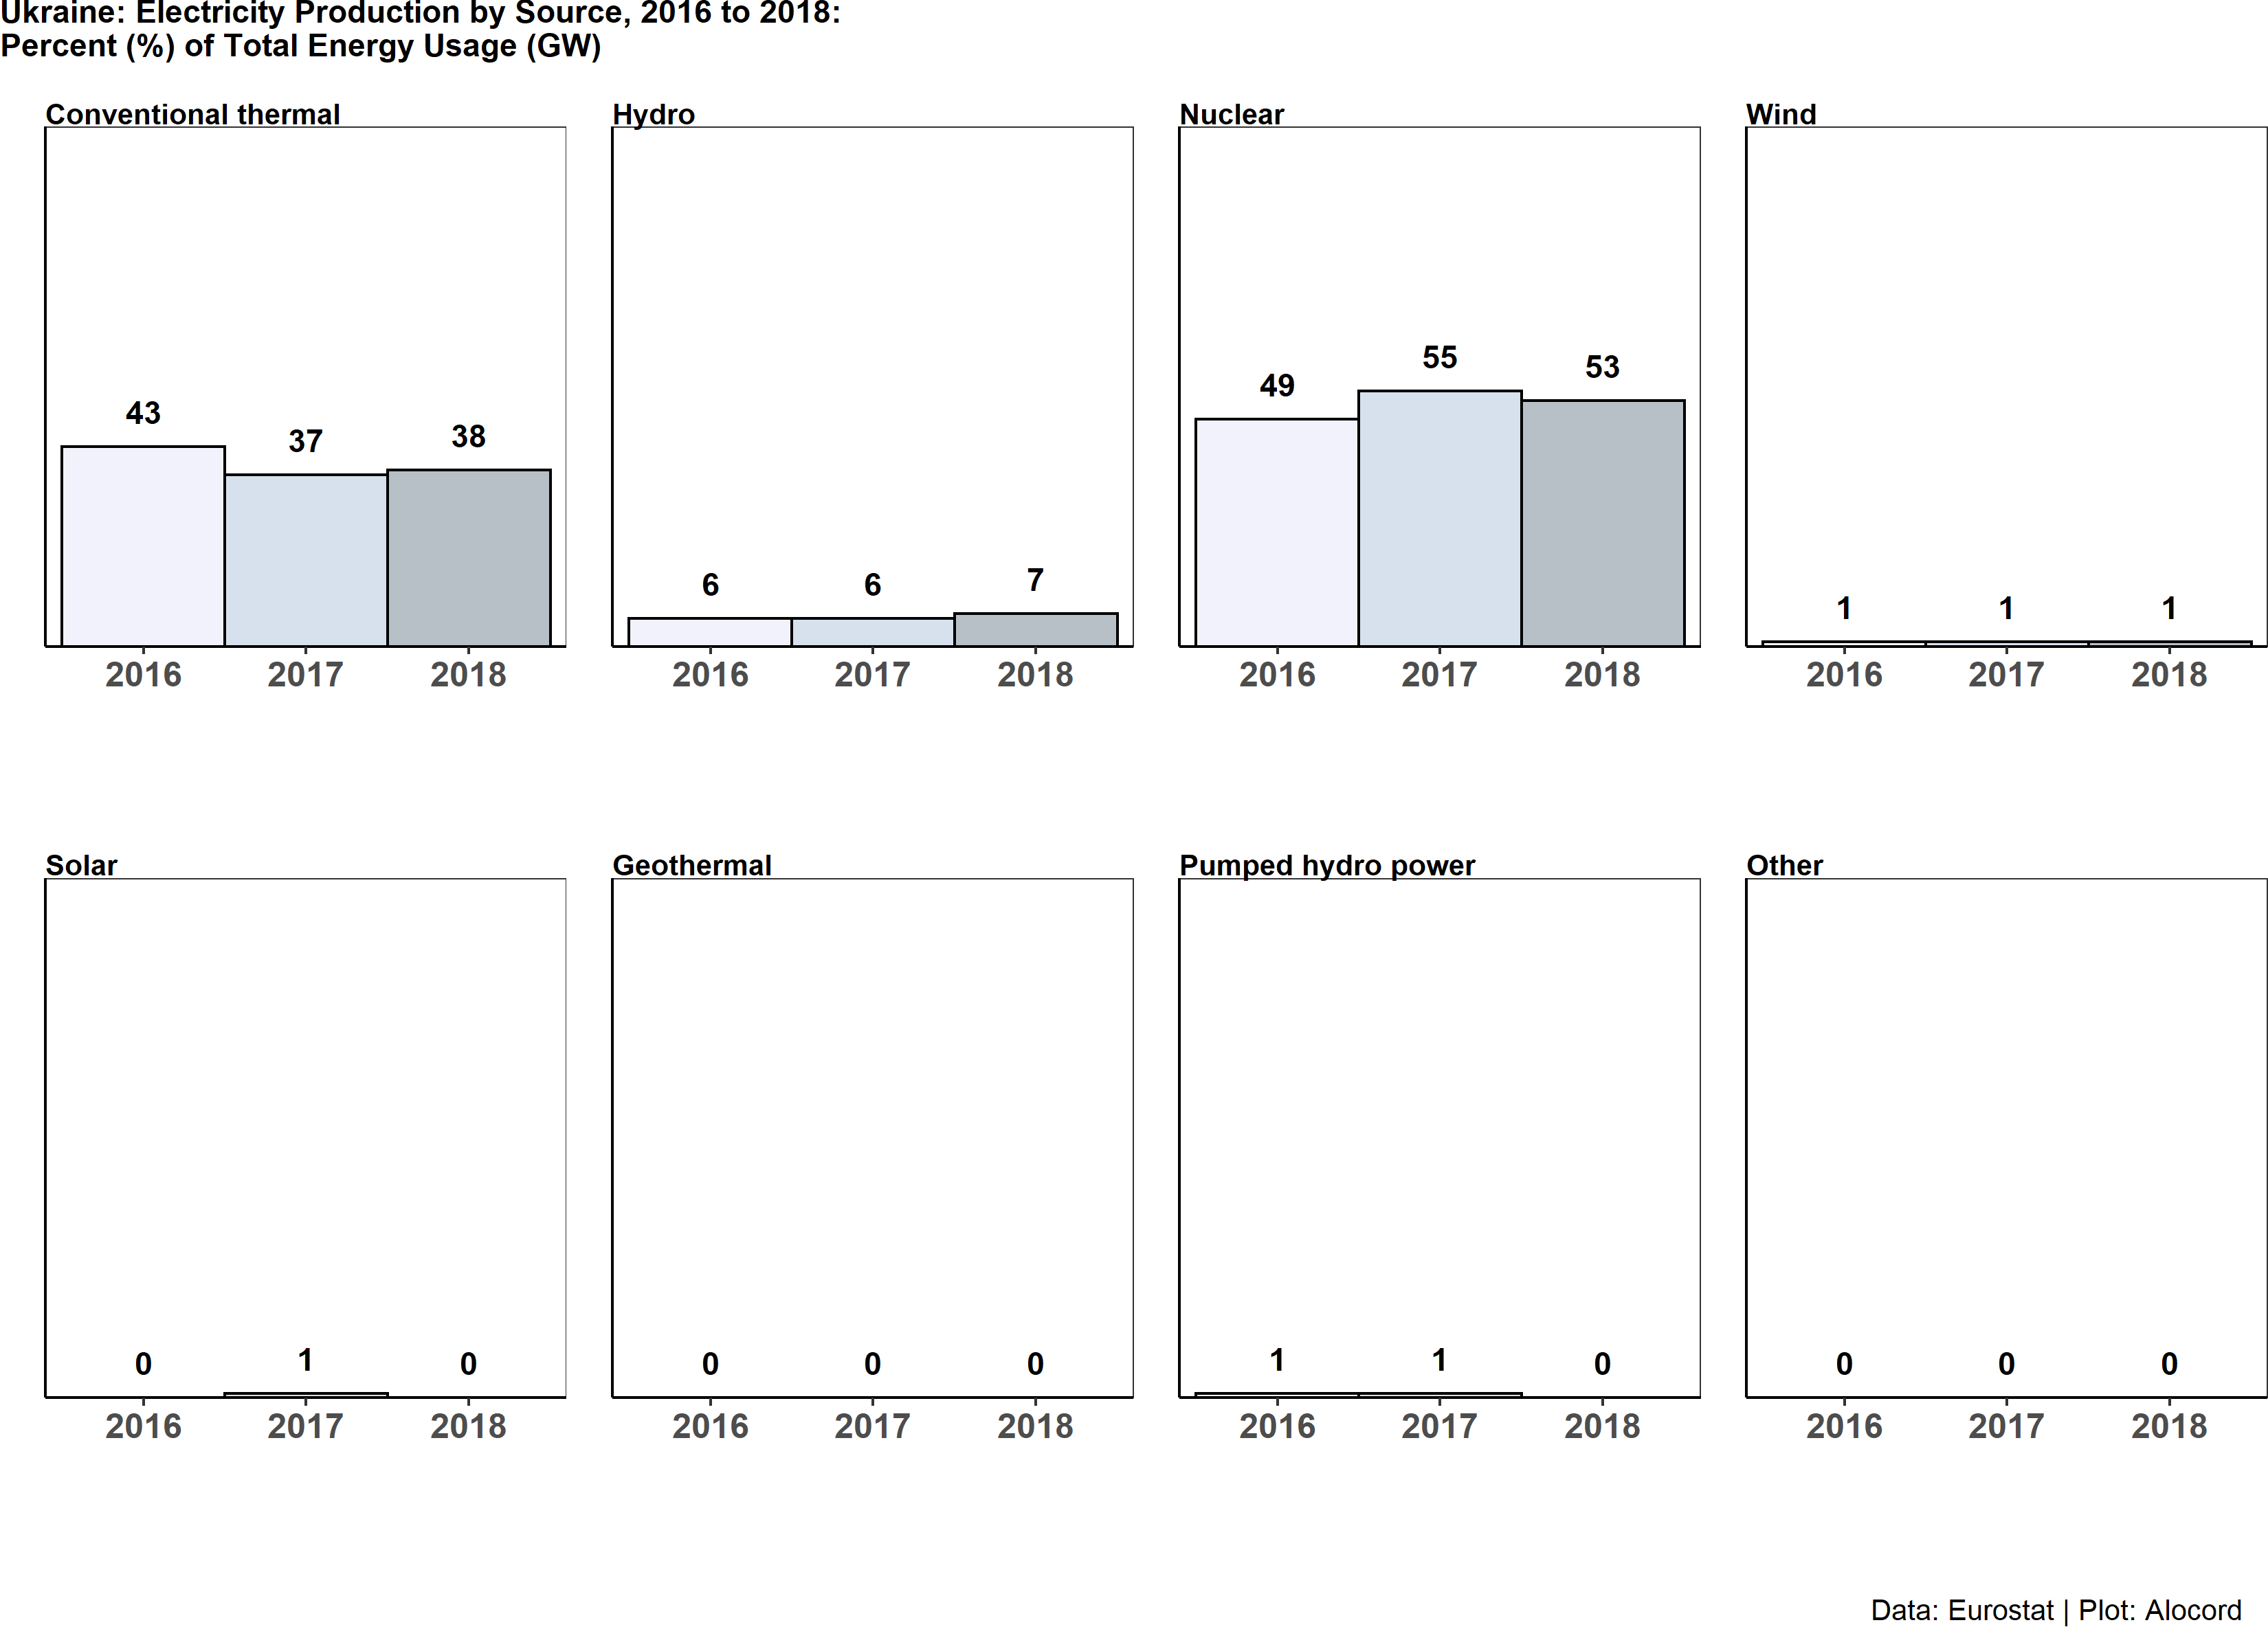 Ukraine: Electricity Production by Source, 2016 to 2018:
Percent (%) of Total Energy Usage (GW)
Conventional thermal
43
37
38
2016 2017 2018
Hydro
6
6
7
2016 2017 2018
Nuclear
49
55
53
2016 2017 2018
Wind
1
1
1
2016 2017 2018
Solar
0
1
0
2016 2017 2018
Geothermal
0
0
0
2016 2017 2018
Pumped hydro power
1
1
0
2016 2017 2018
Other
0
0
0
2016 2017 2018
Data: Eurostat | Plot: Alocord